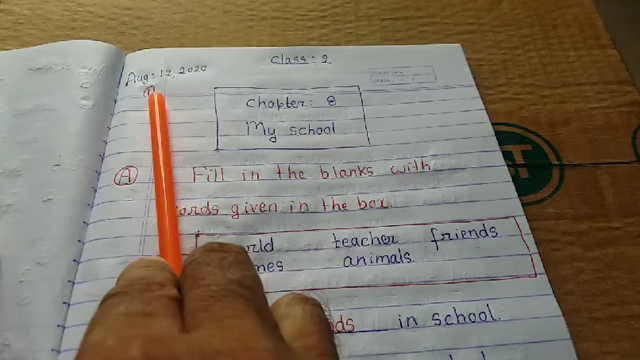 Class: 2
Aug: 12, 2020
Chapter: 8
My school
A Fill in the blanks with
given in the box
teacher friends
animals
in school.